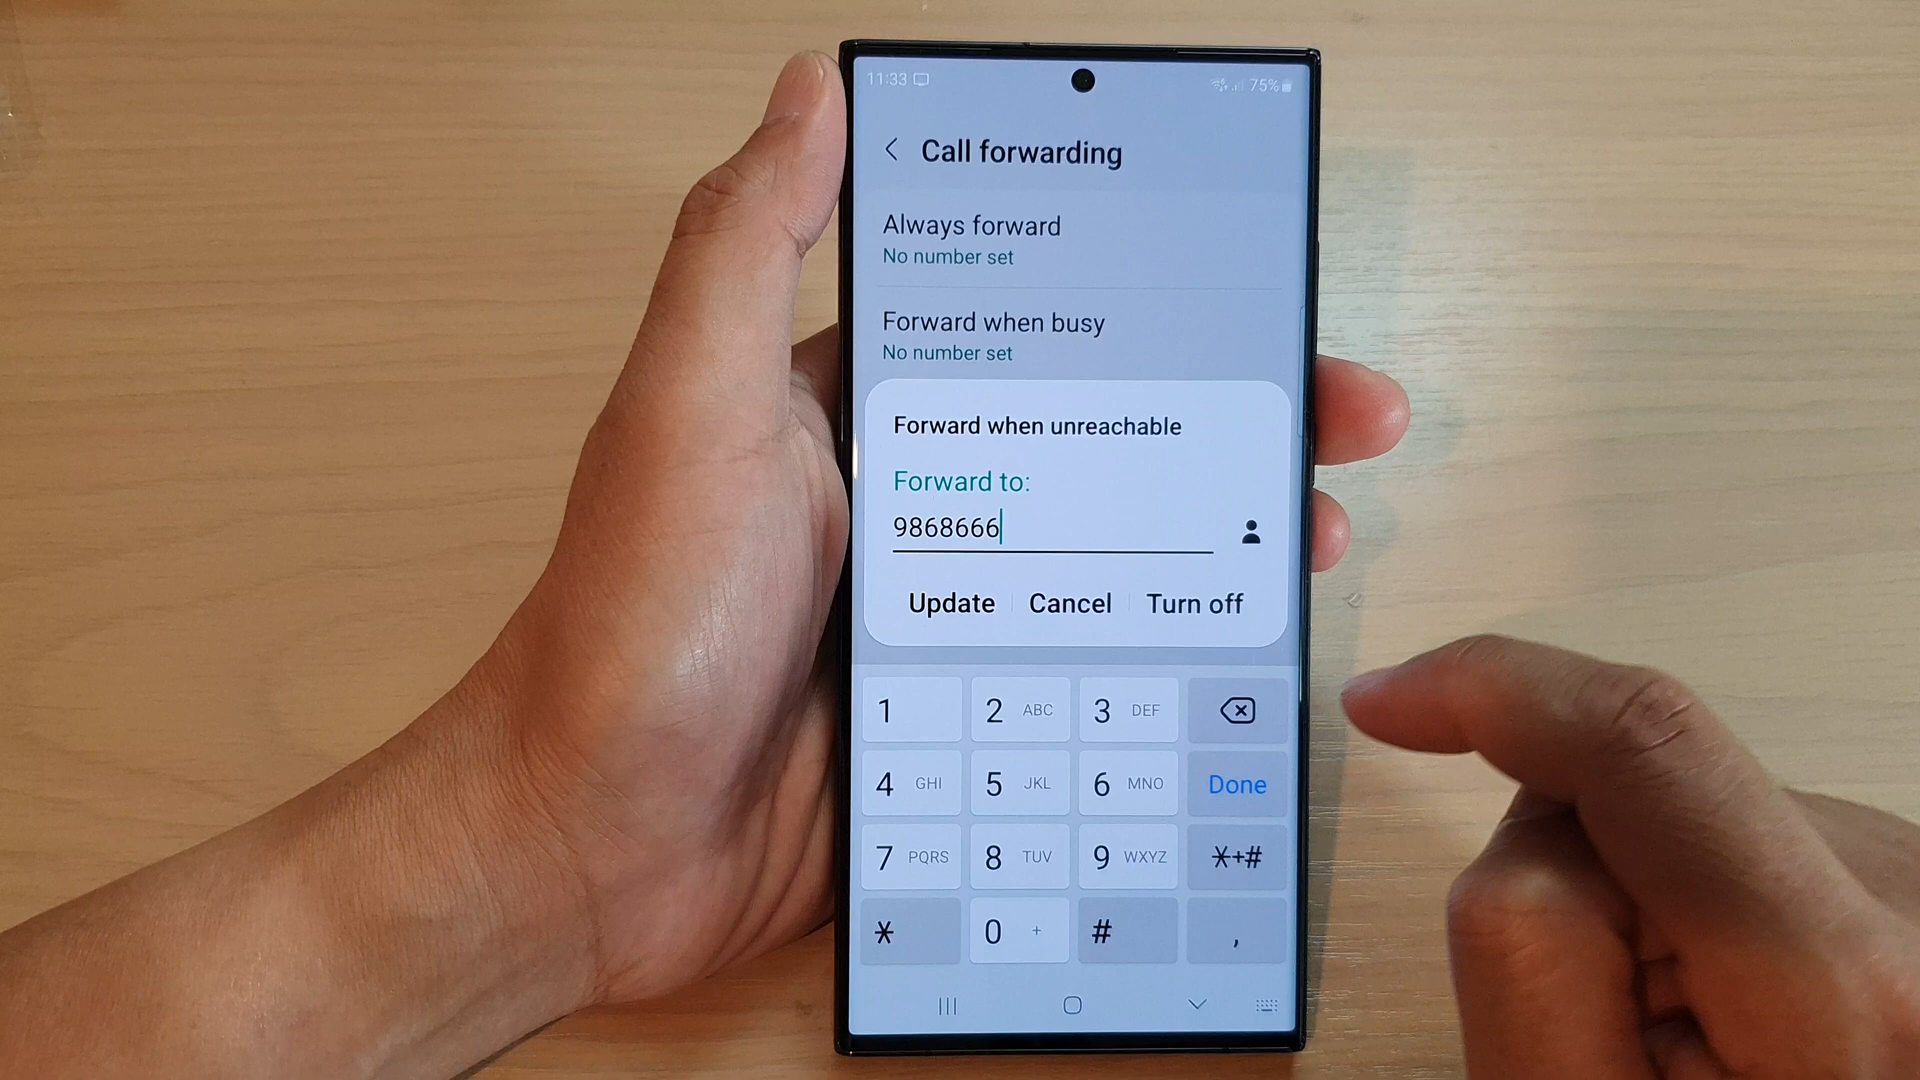 11:33
75%
Call forwarding
Always forward
No number set
Forward when busy
No number set
Forward when unreachable
Forward to:
9868666
Update Cancel Turn off
1 2 ABC 3 DEF
4 GHI 5 JKL 6 MNO Done
7 PQRS 8 TUV 9 WXYZ *+#
* 0 + # ,